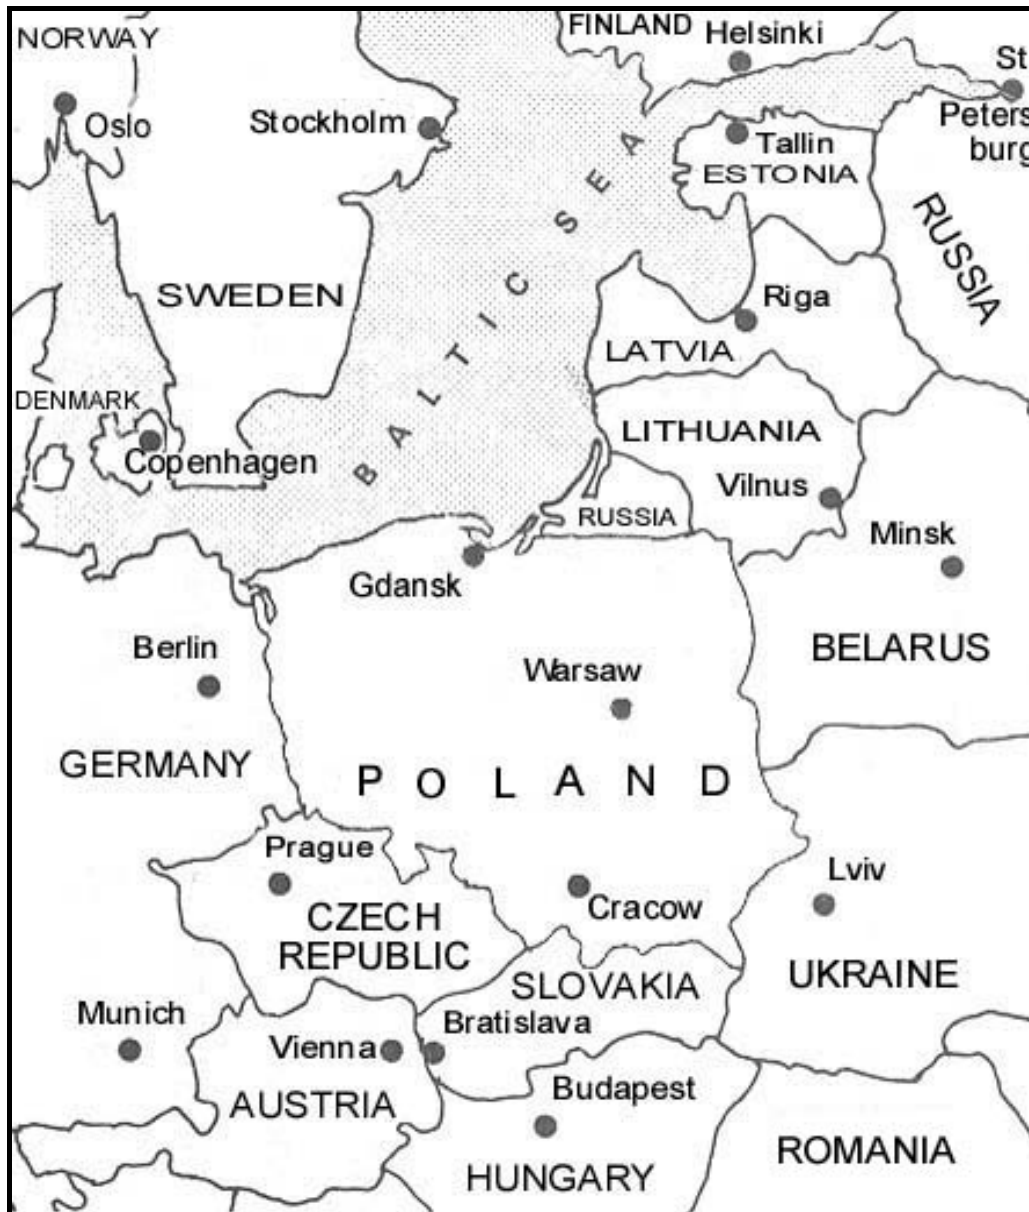 NORWAY
FINLAND
Helsinki
St
Peters
burg
Oslo
Stockholm
Tallin
ESTONIA
RUSSIA
BALTIC SEA
SWEDEN
Riga
LATVIA
DENMARK
Copenhagen
LITHUANIA
Vilnus
RUSSIA
Minsk
Gdansk
Berlin
BELARUS
Warsaw
GERMANY
POLAND
Prague
Lviv
CZECH
REPUBLIC
Cracow
SLOVAKIA
UKRAINE
Munich
Vienna
Bratislava
AUSTRIA
Budapest
HUNGARY
ROMANIA